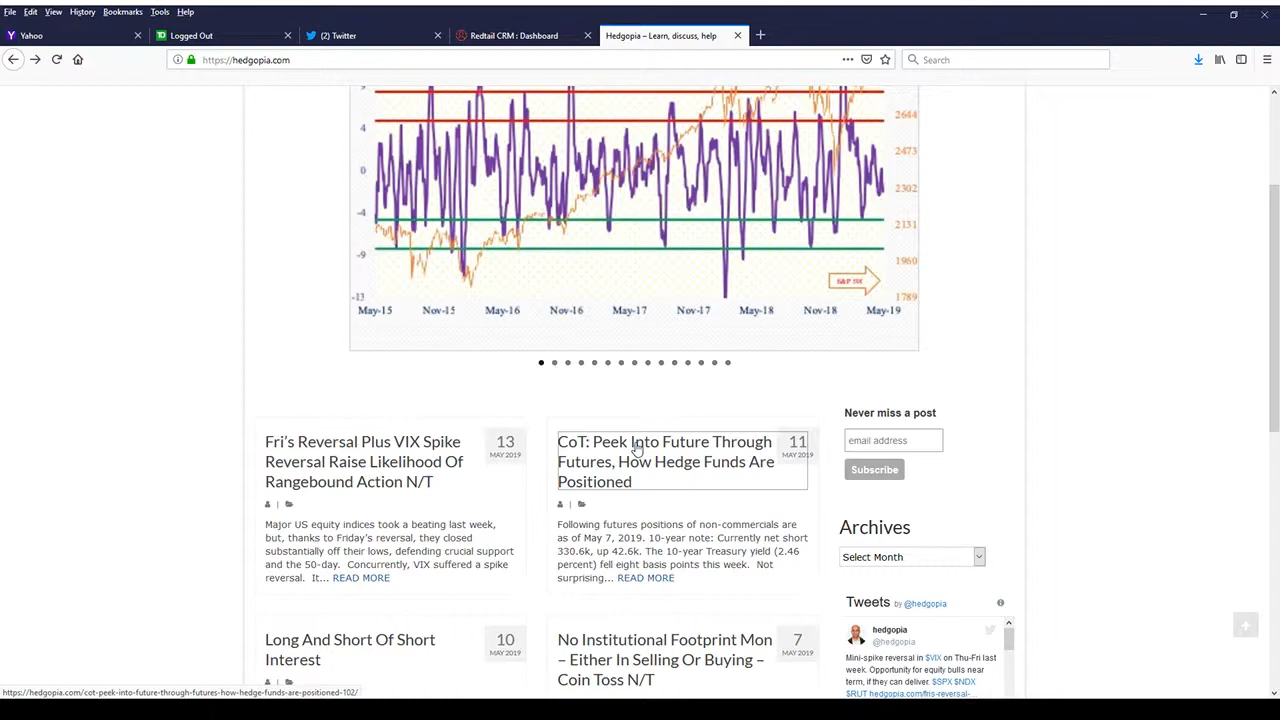 File Edit View History Bookmarks Tools Help
Yahoo
Logged Out
(2) Twitter
Redtail CRM : Dashboard
Hedgopia – Learn, discuss, help
https://hedgopia.com
Search
9
4
0
-4
-9
-13
2644
2473
2302
2131
1960
1789
S&P 500
May-15 Nov-15 May-16 Nov-16 May-17 Nov-17 May-18 Nov-18 May-19
Fri's Reversal Plus VIX Spike
Reversal Raise Likelihood Of
Rangebound Action N/T
13
MAY 2019
Major US equity indices took a beating last week,
but, thanks to Friday's reversal, they closed
substantially off their lows, defending crucial support
and the 50-day. Concurrently, VIX suffered a spike
reversal. It... READ MORE
CoT: Peek Into Future Through
Futures, How Hedge Funds Are
Positioned
11
MAY 2019
Following futures positions of non-commercials are
as of May 7, 2019. 10-year note: Currently net short
330.6k, up 42.6k. The 10-year Treasury yield (2.46
percent) fell eight basis points this week. Not
surprising... READ MORE
Long And Short Of Short
Interest
10
MAY 2019
No Institutional Footprint Mon
– Either In Selling Or Buying –
Coin Toss N/T
7
MAY 2019
Never miss a post
email address
Subscribe
Archives
Select Month
Tweets by @hedgopia
hedgopia
@hedgopia
Mini-spike reversal in $VIX on Thu-Fri last
week. Opportunity for equity bulls near
term, if they can deliver. $SPX $NDX
$RUT hedgopia.com/fris-reversal-...
https://hedgopia.com/cot-peek-into-future-through-futures-how-hedge-funds-are-positioned-102/